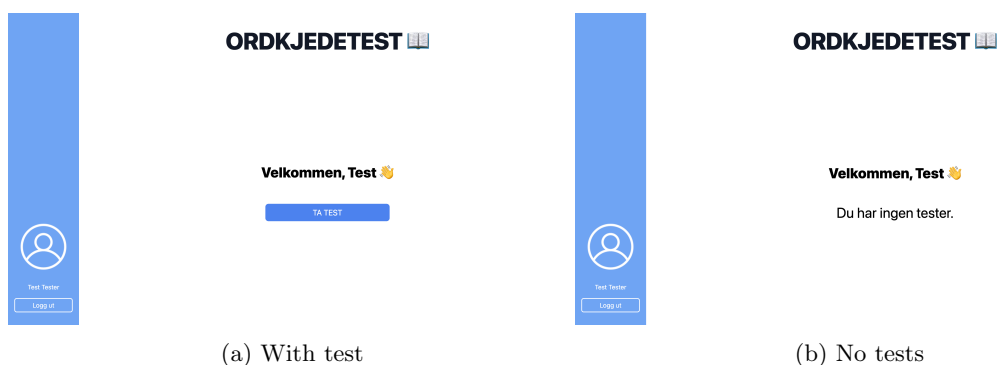 ORDKJEDETEST 📖
Velkommen, Test 👋
TA TEST
Test Tester
Logg ut
(a) With test
ORDKJEDETEST 📖
Velkommen, Test 👋
Du har ingen tester.
Test Tester
Logg ut
(b) No tests